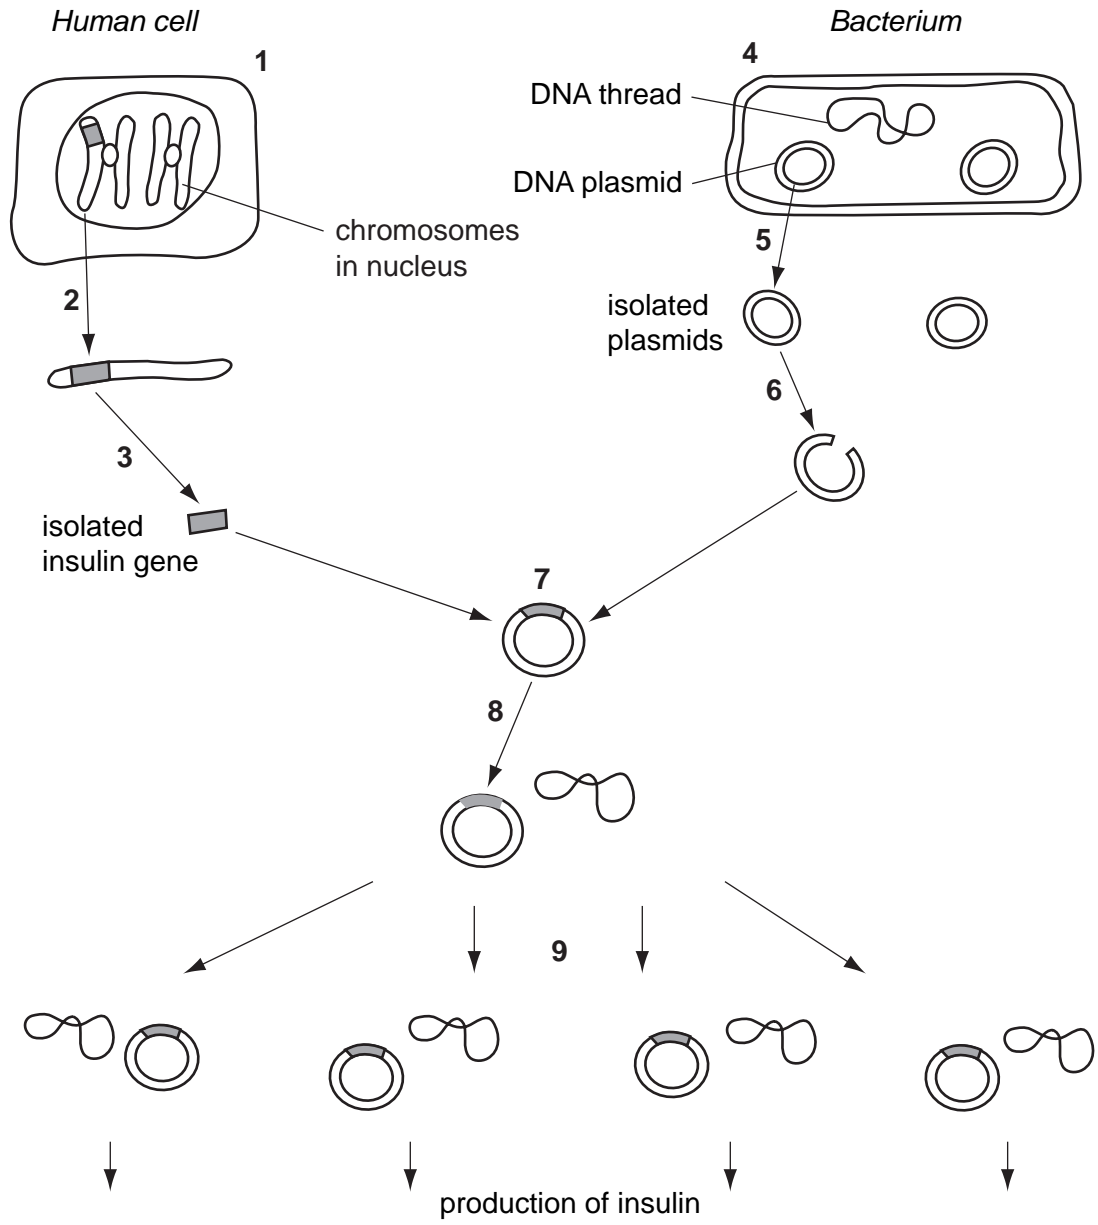 Human cell
Bacterium
1
4
DNA thread
DNA plasmid
chromosomes
in nucleus
5
2
isolated
plasmids
6
3
isolated
insulin gene
7
8
9
production of insulin